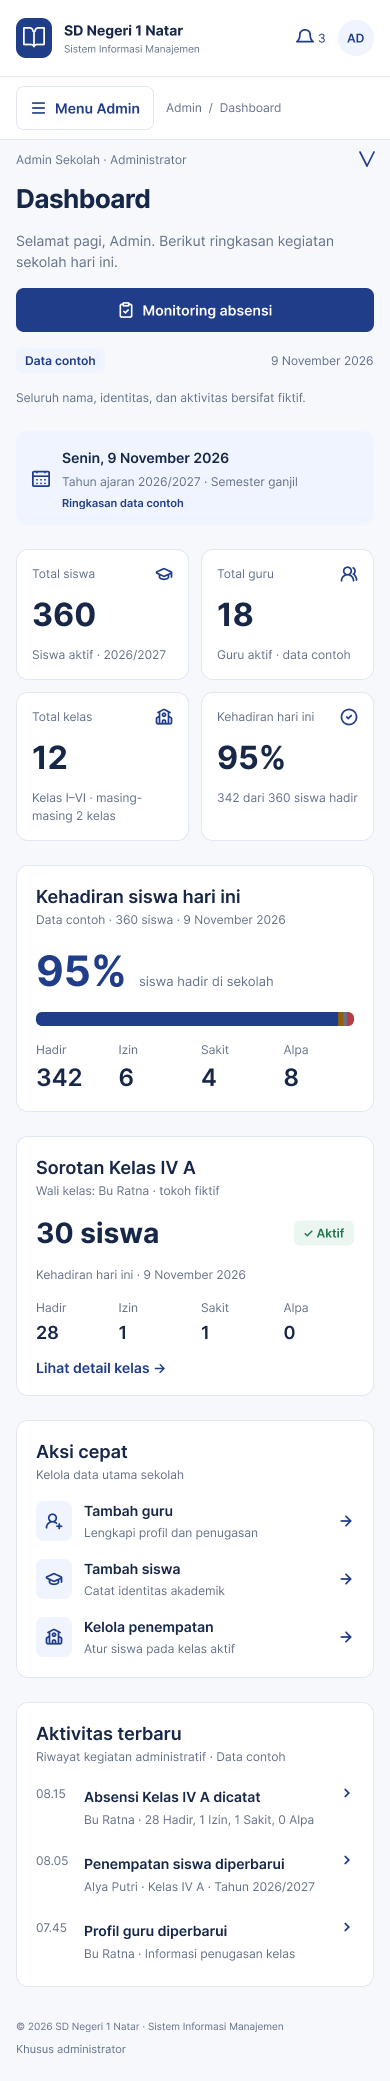 SD Negeri 1 Natar
Sistem Informasi Manajemen
3
AD
Menu Admin
Admin / Dashboard
Admin Sekolah · Administrator
Dashboard
Selamat pagi, Admin. Berikut ringkasan kegiatan
sekolah hari ini.
Monitoring absensi
Data contoh
9 November 2026
Seluruh nama, identitas, dan aktivitas bersifat fiktif.
Senin, 9 November 2026
Tahun ajaran 2026/2027 · Semester ganjil
Ringkasan data contoh
Total siswa
360
Siswa aktif · 2026/2027
Total guru
18
Guru aktif · data contoh
Total kelas
12
Kelas I–VI · masing-
masing 2 kelas
Kehadiran hari ini
95%
342 dari 360 siswa hadir
Kehadiran siswa hari ini
Data contoh · 360 siswa · 9 November 2026
95% siswa hadir di sekolah
Hadir Izin Sakit Alpa
342 6 4 8
Sorotan Kelas IV A
Wali kelas: Bu Ratna · tokoh fiktif
30 siswa
✓ Aktif
Kehadiran hari ini · 9 November 2026
Hadir Izin Sakit Alpa
28 1 1 0
Lihat detail kelas →
Aksi cepat
Kelola data utama sekolah
Tambah guru
Lengkapi profil dan penugasan
Tambah siswa
Catat identitas akademik
Kelola penempatan
Atur siswa pada kelas aktif
Aktivitas terbaru
Riwayat kegiatan administratif · Data contoh
08.15 Absensi Kelas IV A dicatat
Bu Ratna · 28 Hadir, 1 Izin, 1 Sakit, 0 Alpa
08.05 Penempatan siswa diperbarui
Alya Putri · Kelas IV A · Tahun 2026/2027
07.45 Profil guru diperbarui
Bu Ratna · Informasi penugasan kelas
© 2026 SD Negeri 1 Natar · Sistem Informasi Manajemen
Khusus administrator